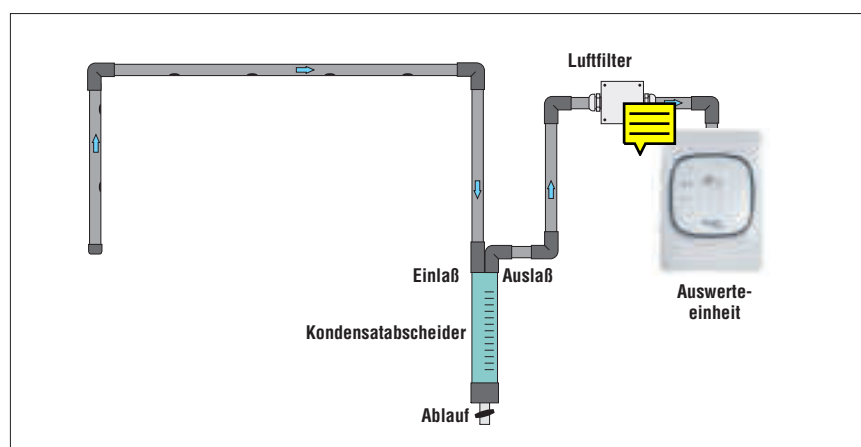 Luftfilter
Einlaß
Auslaß
Auswerte-
einheit
Kondensatabscheider
Ablauf